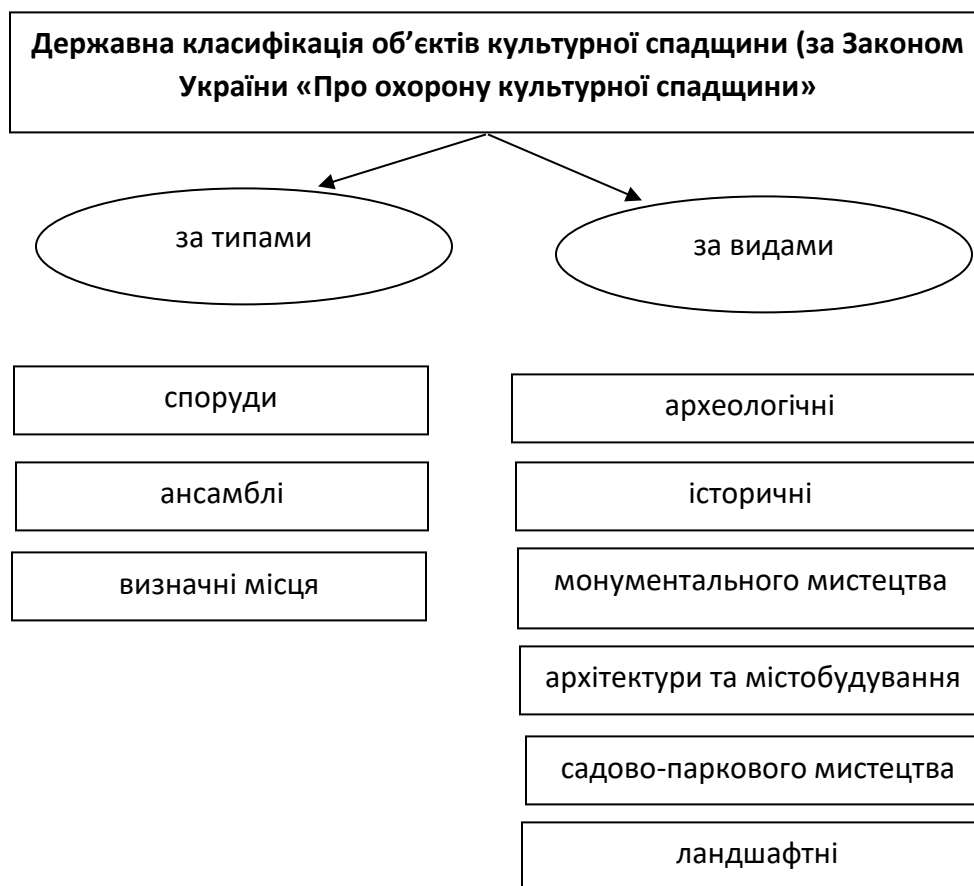 Державна класифікація об’єктів культурної спадщини (за Законом
України «Про охорону культурної спадщини»
за типами
за видами
споруди
ансамблі
визначні місця
археологічні
історичні
монументального мистецтва
архітектури та містобудування
садово-паркового мистецтва
ландшафтні